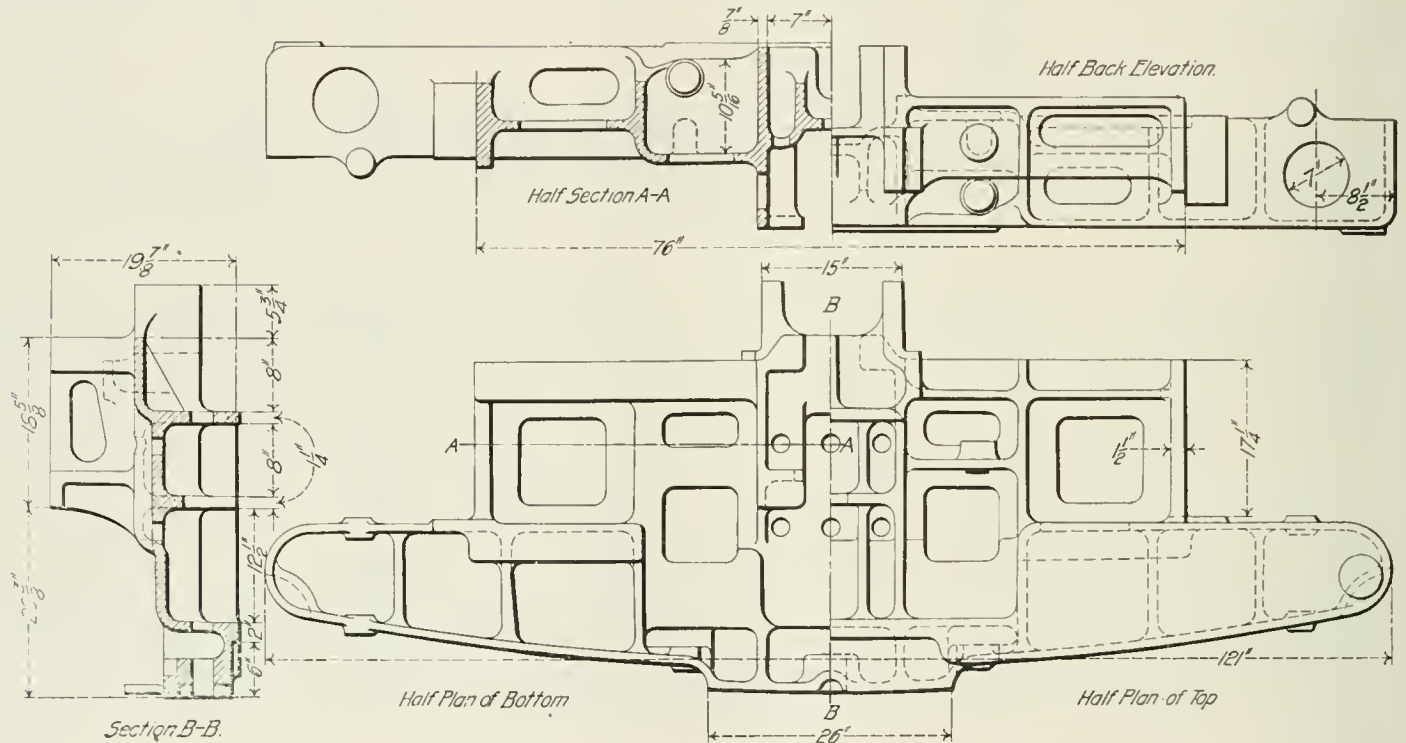 7/8"
7"
Half Back Elevation.
10 5/16"
7"
8 1/2"
Half Section A-A
76"
19 7/8"
15"
5 3/4"
B
8"
16 5/8"
17 1/4"
1 1/2"
A
A
8"
1 1/4"
12 1/2"
2"
6"
121"
Half Plan of Bottom
B
Half Plan of Top
Section B-B.
26"